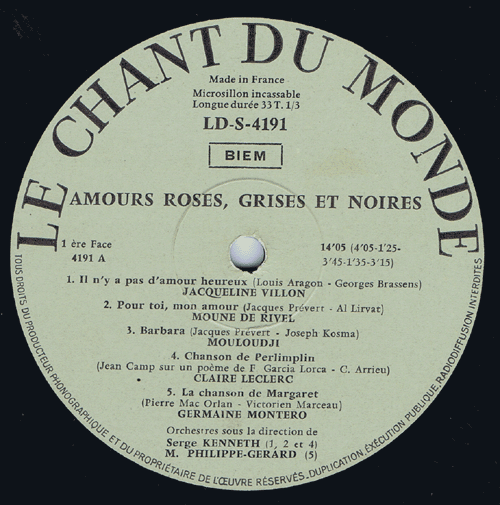 LE CHANT DU MONDE
Made in France
Microsillon incassable
Longue durée 33 T. 1/3
LD-S-4191
BIEM
AMOURS ROSES, GRISES ET NOIRES
1 ère Face
4191 A
14'05 (4'05-1'25-
3'45-1'35-3'15)
1. Il n'y a pas d'amour heureux (Louis Aragon - Georges Brassens)
JACQUELINE VILLON
2. Pour toi, mon amour (Jacques Prévert - Al Lirvat)
MOUNE DE RIVEL
3. Barbara (Jacques Prévert - Joseph Kosma)
MOULOUDJI
4. Chanson de Perlimplin
(Jean Camp sur un poème de F. Garcia Lorca - C. Arrieu)
CLAIRE LECLERC
5. La chanson de Margaret
(Pierre Mac Orlan - Victorien Marceau)
GERMAINE MONTERO
Orchestres sous la direction de
Serge KENNETH (1, 2 et 4)
M. PHILIPPE-GERARD (5)
TOUS DROITS DU PRODUCTEUR PHONOGRAPHIQUE ET DU PROPRIÉTAIRE DE L'ŒUVRE RÉSERVÉS. DUPLICATION, EXÉCUTION PUBLIQUE, RADIODIFFUSION INTERDITES